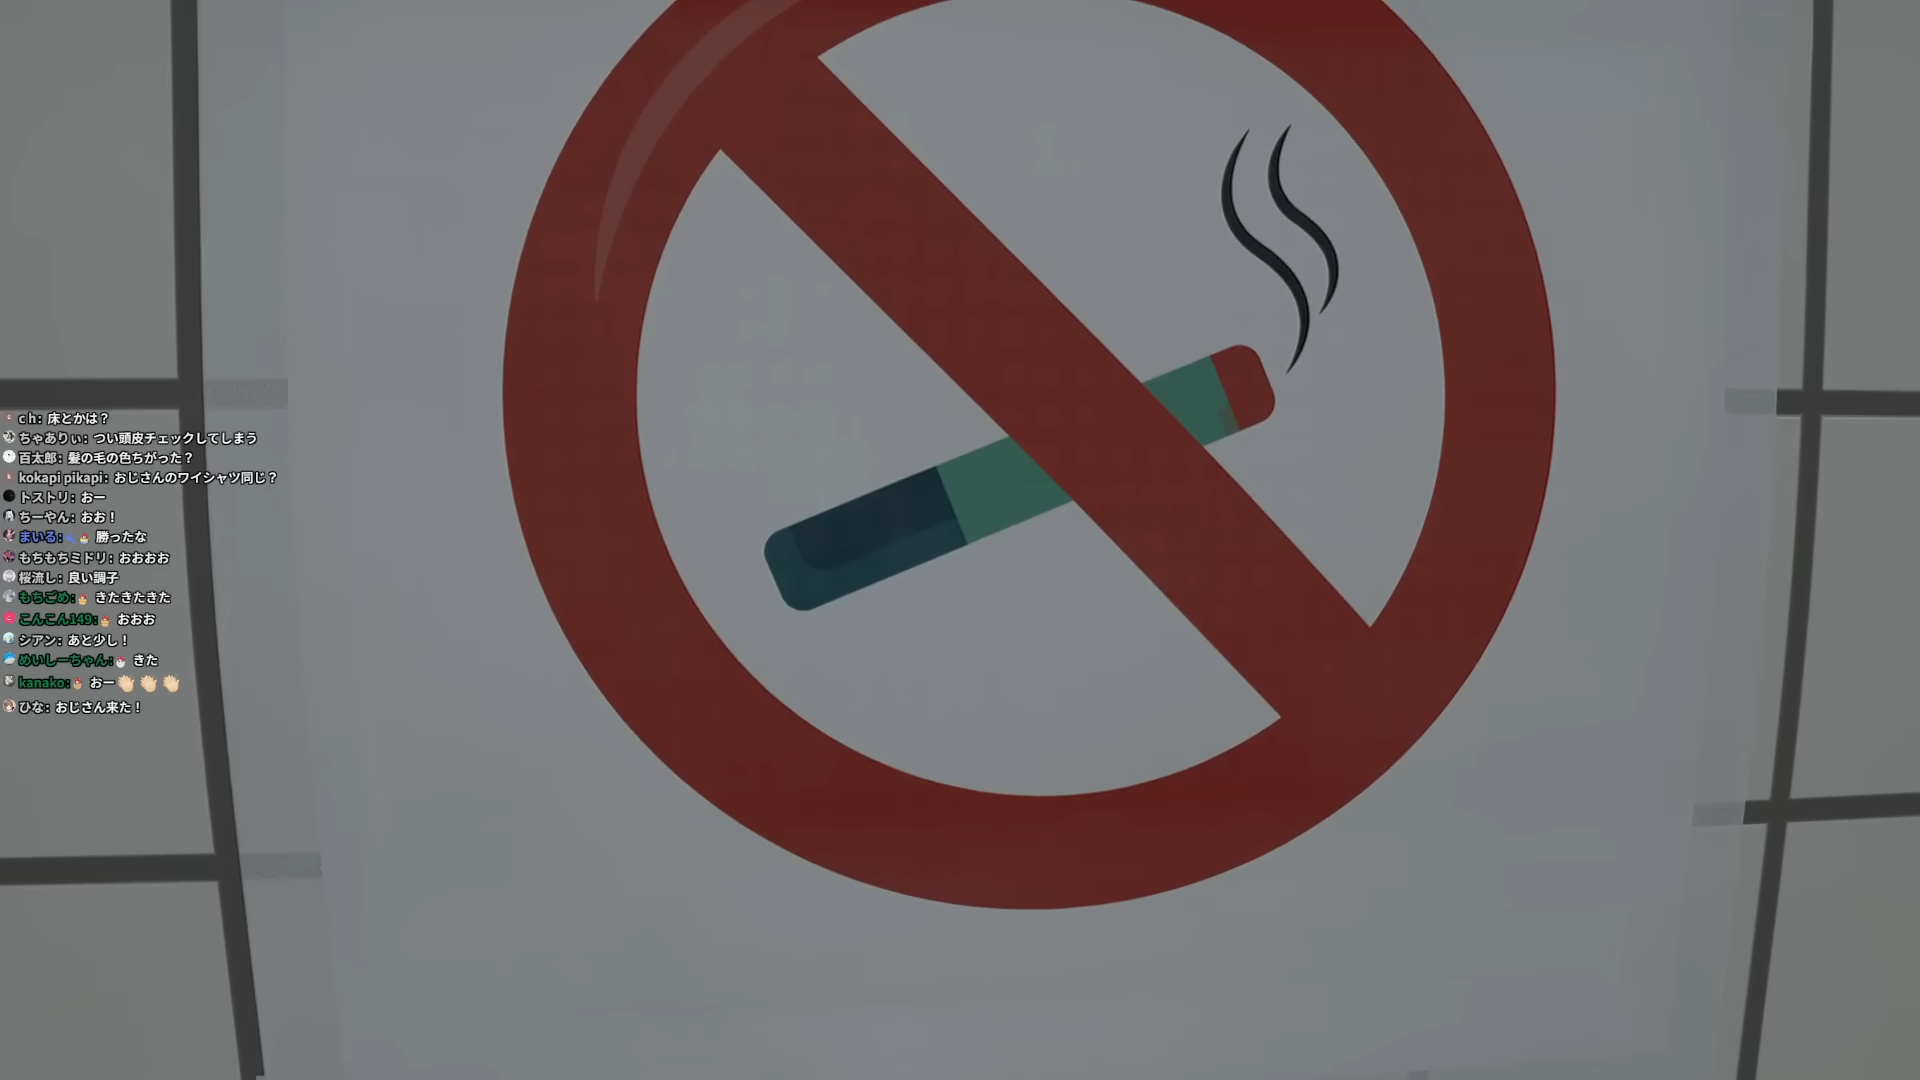 c h: 床とかは？
ちゃありぃ: つい頭皮チェックしてしまう
百太郎: 髪の毛の色ちがった？
kokapi pikapi: おじさんのワイシャツ同じ？
トストリ: おー
ちーやん: おお！
まいる: 勝ったな
もちもちミドリ: おおおお
桜流し: 良い調子
もちごめ: きたきたきた
こんこん149: おおお
シアン: あと少し！
めいしーちゃん: きた
kanako: おー👏🏻👏🏻👏🏻
ひな: おじさん来た！